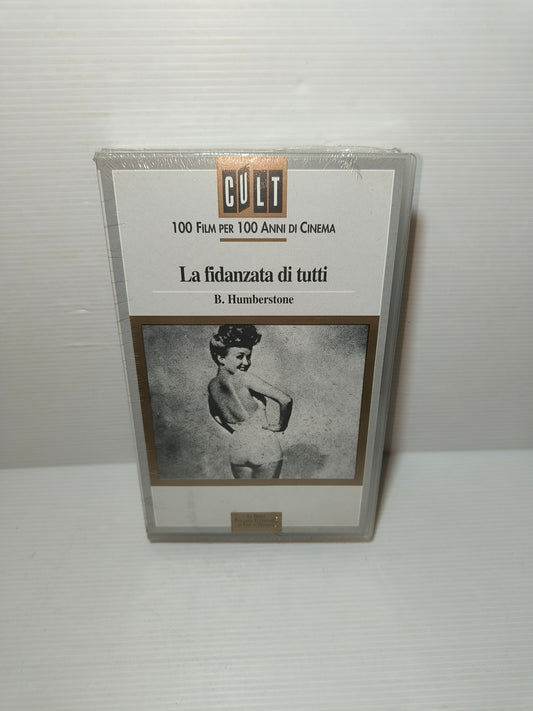 CULT
100 FILM PER 100 ANNI DI CINEMA
La fidanzata di tutti
B. Humberstone